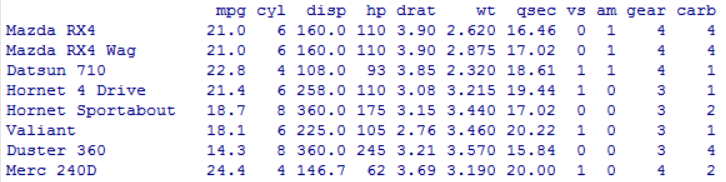 mpg cyl disp hp drat wt qsec vs am gear carb
Mazda RX4 21.0 6 160.0 110 3.90 2.620 16.46 0 1 4 4
Mazda RX4 Wag 21.0 6 160.0 110 3.90 2.875 17.02 0 1 4 4
Datsun 710 22.8 4 108.0 93 3.85 2.320 18.61 1 1 4 1
Hornet 4 Drive 21.4 6 258.0 110 3.08 3.215 19.44 1 0 3 1
Hornet Sportabout 18.7 8 360.0 175 3.15 3.440 17.02 0 0 3 2
Valiant 18.1 6 225.0 105 2.76 3.460 20.22 1 0 3 1
Duster 360 14.3 8 360.0 245 3.21 3.570 15.84 0 0 3 4
Merc 240D 24.4 4 146.7 62 3.69 3.190 20.00 1 0 4 2